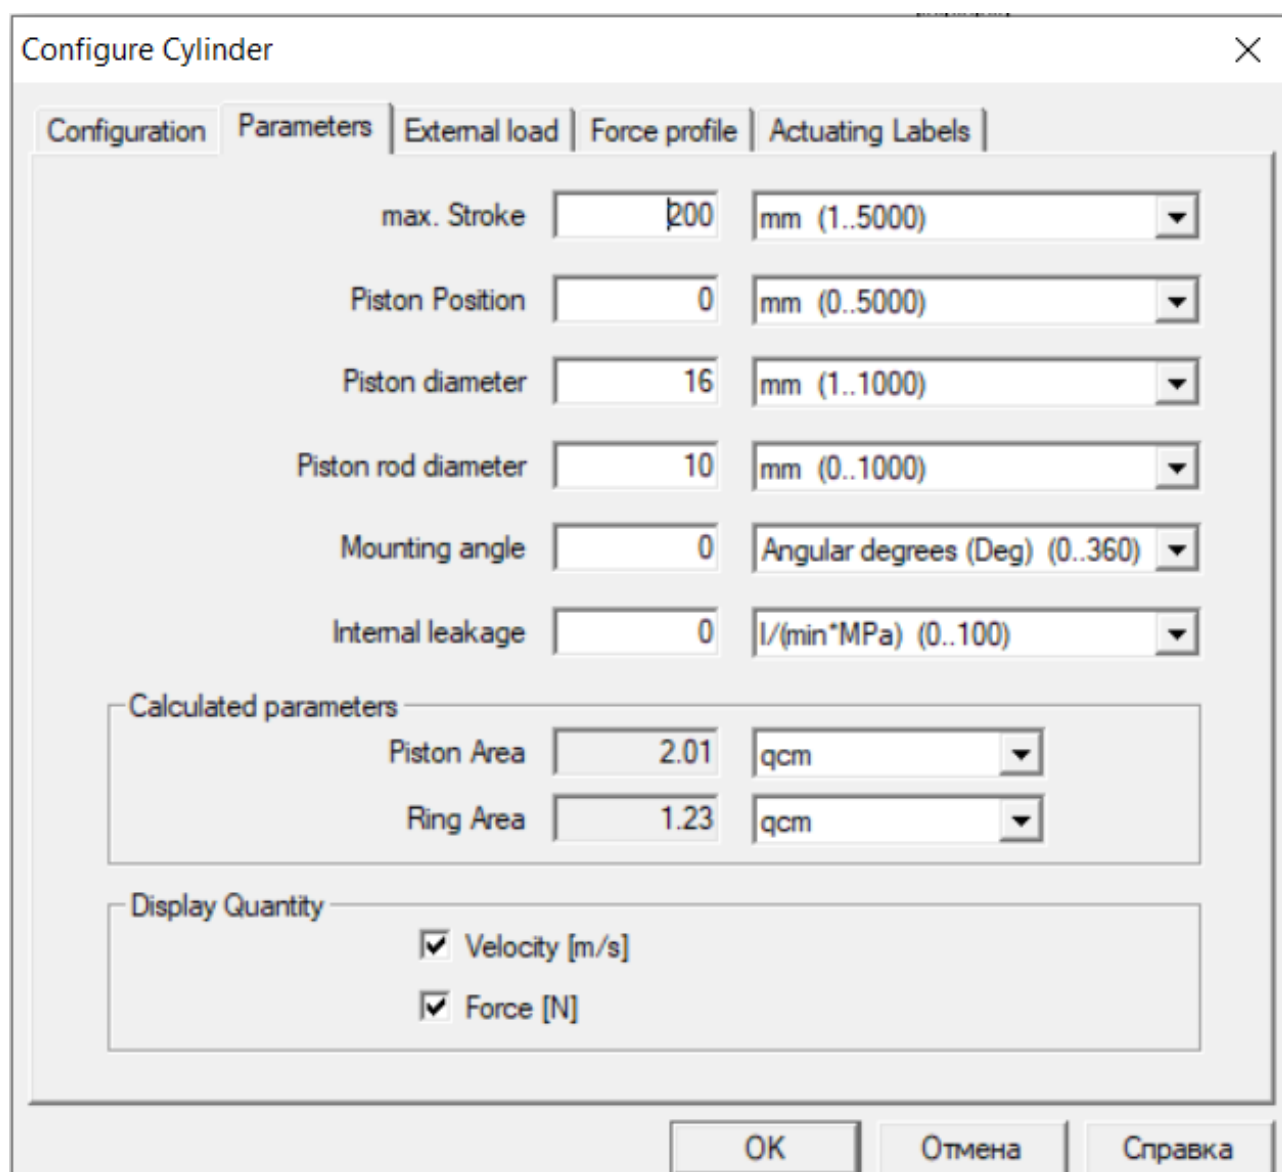 Configure Cylinder
Configuration Parameters External load Force profile Actuating Labels
max. Stroke 200 mm (1..5000)
Piston Position 0 mm (0..5000)
Piston diameter 16 mm (1..1000)
Piston rod diameter 10 mm (0..1000)
Mounting angle 0 Angular degrees (Deg) (0..360)
Internal leakage 0 l/(min*MPa) (0..100)
Calculated parameters
Piston Area 2.01 qcm
Ring Area 1.23 qcm
Display Quantity
Velocity [m/s]
Force [N]
OK Отмена Справка